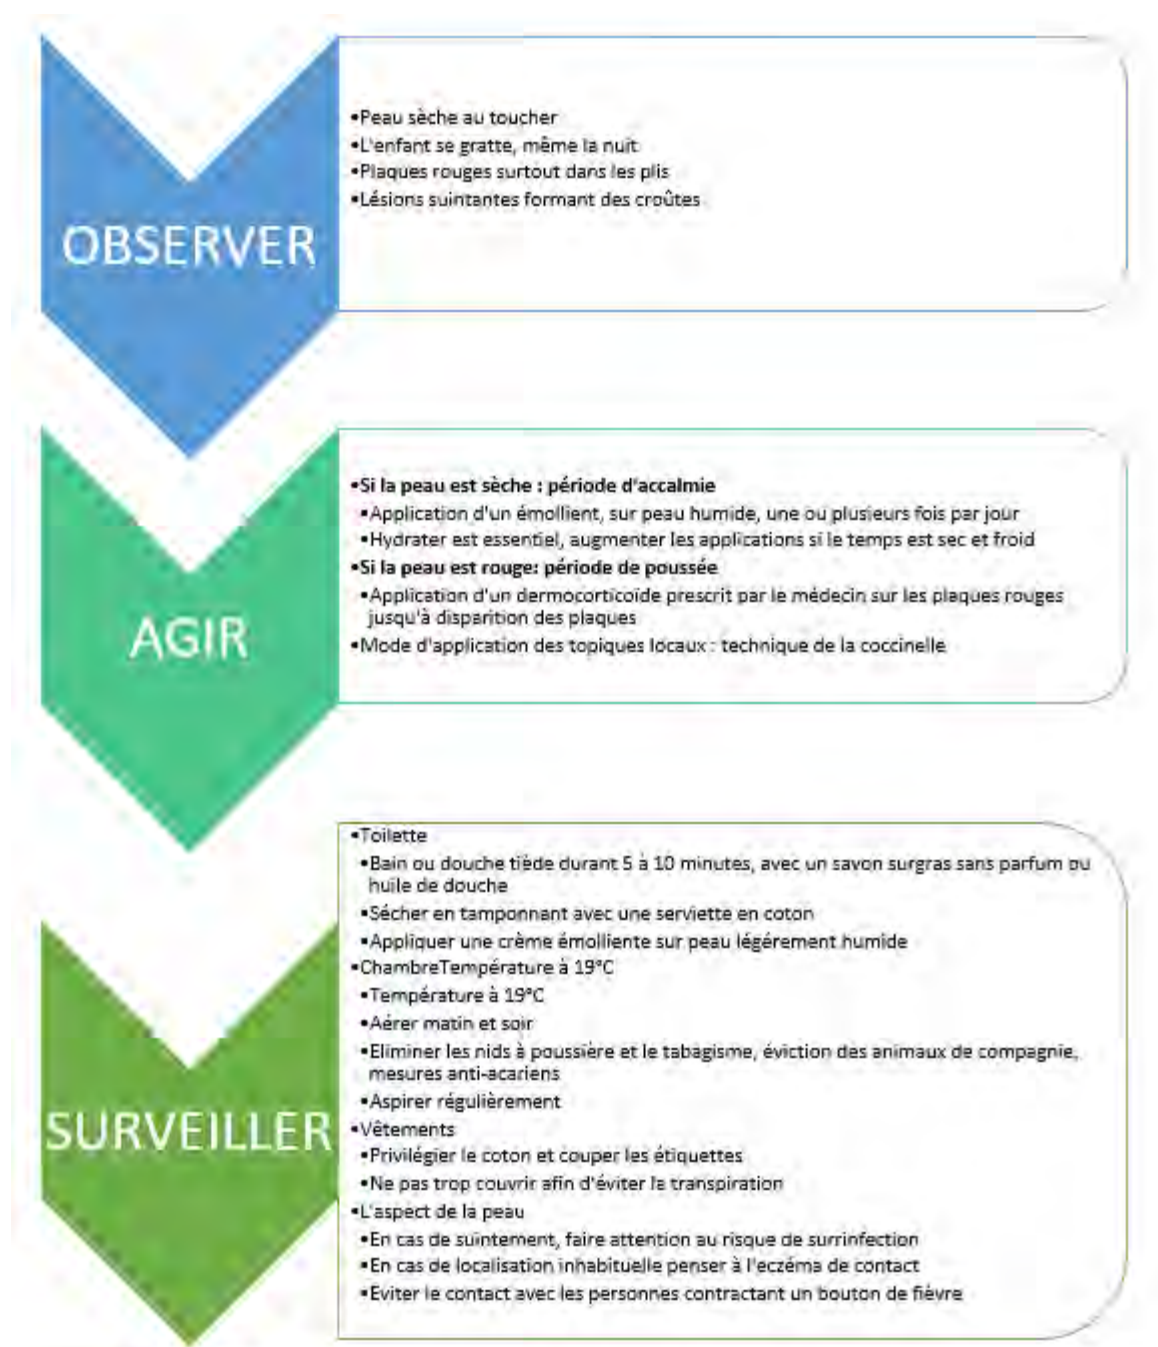 OBSERVER
•Peau sèche au toucher
•L'enfant se gratte, même la nuit
•Plaques rouges surtout dans les plis
•Lésions suintantes formant des croûtes
AGIR
•Si la peau est sèche : période d'accalmie
•Application d'un émollient, sur peau humide, une ou plusieurs fois par jour
•Hydrater est essentiel, augmenter les applications si le temps est sec et froid
•Si la peau est rouge: période de poussée
•Application d'un dermocorticoïde prescrit par le médecin sur les plaques rouges
jusqu'à disparition des plaques
•Mode d'application des topiques locaux : technique de la coccinelle
SURVEILLER
•Toilette
•Bain ou douche tiède durant 5 à 10 minutes, avec un savon surgras sans parfum ou
huile de douche
•Sécher en tamponnant avec une serviette en coton
•Appliquer une crème émolliente sur peau légérement humide
•ChambreTempérature à 19°C
•Température à 19°C
•Aérer matin et soir
•Eliminer les nids à poussière et le tabagisme, éviction des animaux de compagnie,
mesures anti-acariens
•Aspirer régulièrement
•Vêtements
•Privilégier le coton et couper les étiquettes
•Ne pas trop couvrir afin d'éviter la transpiration
•L'aspect de la peau
•En cas de suintement, faire attention au risque de surrinfection
•En cas de localisation inhabituelle penser à l'eczéma de contact
•Eviter le contact avec les personnes contractant un bouton de fièvre